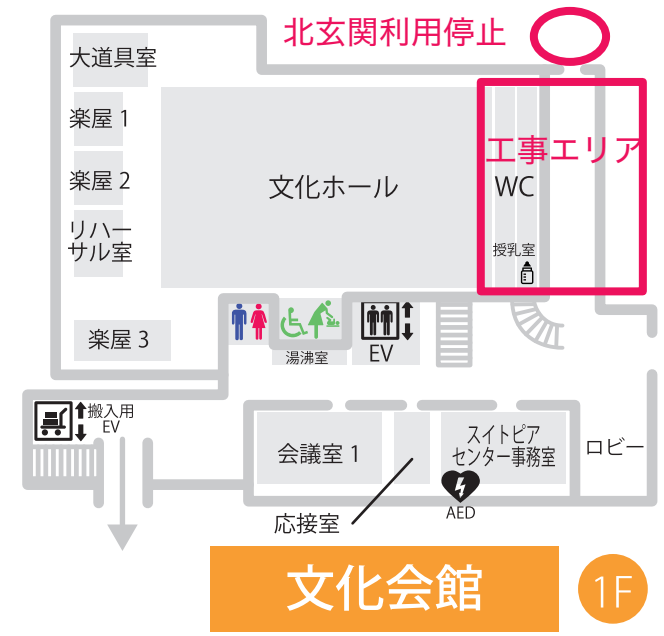 北玄関利用停止
大道具室
楽屋 1
工事エリア
文化ホール
WC
楽屋 2
リハー
サル室
授乳室
楽屋 3
湯沸室
EV
搬入用
EV
会議室 1
スイトピア
センター事務室
ロビー
応接室
AED
文化会館
1F